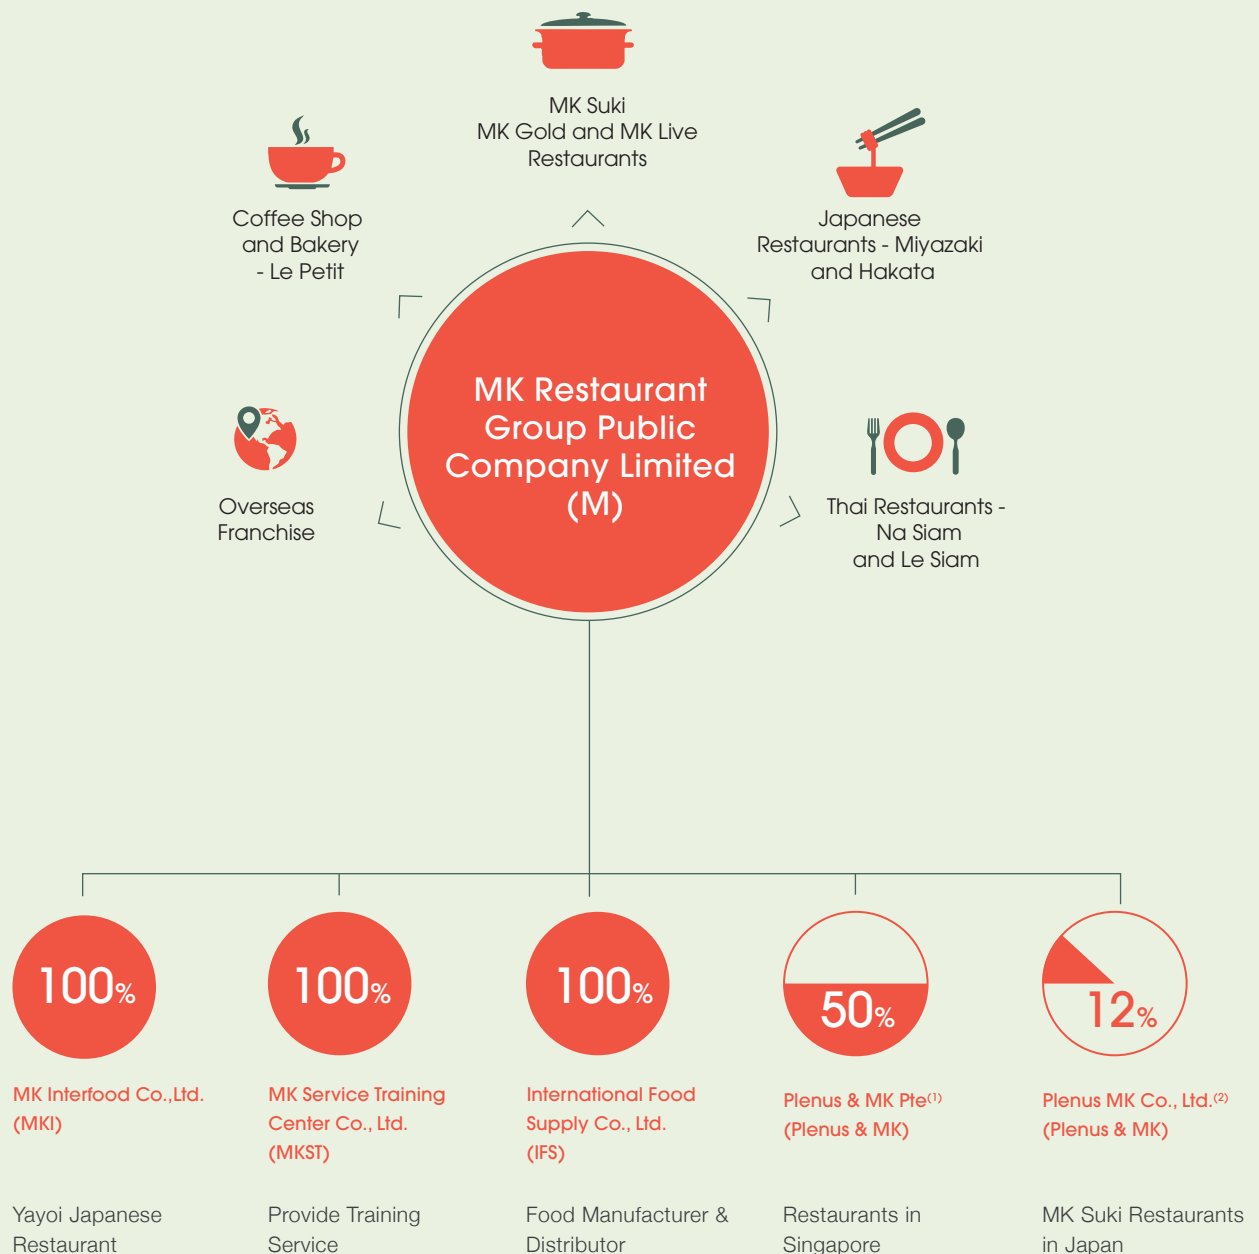 MK Suki
MK Gold and MK Live
Restaurants
Coffee Shop
and Bakery
- Le Petit
Japanese
Restaurants - Miyazaki
and Hakata
MK Restaurant
Group Public
Company Limited
(M)
Overseas
Franchise
Thai Restaurants -
Na Siam
and Le Siam
100%
MK Interfood Co.,Ltd.
(MKI)
Yayoi Japanese
Restaurant
100%
MK Service Training
Center Co., Ltd.
(MKST)
Provide Training
Service
100%
International Food
Supply Co., Ltd.
(IFS)
Food Manufacturer &
Distributor
50%
Plenus & MK Pte(1)
(Plenus & MK)
Restaurants in
Singapore
12%
Plenus MK Co., Ltd.(2)
(Plenus & MK)
MK Suki Restaurants
in Japan